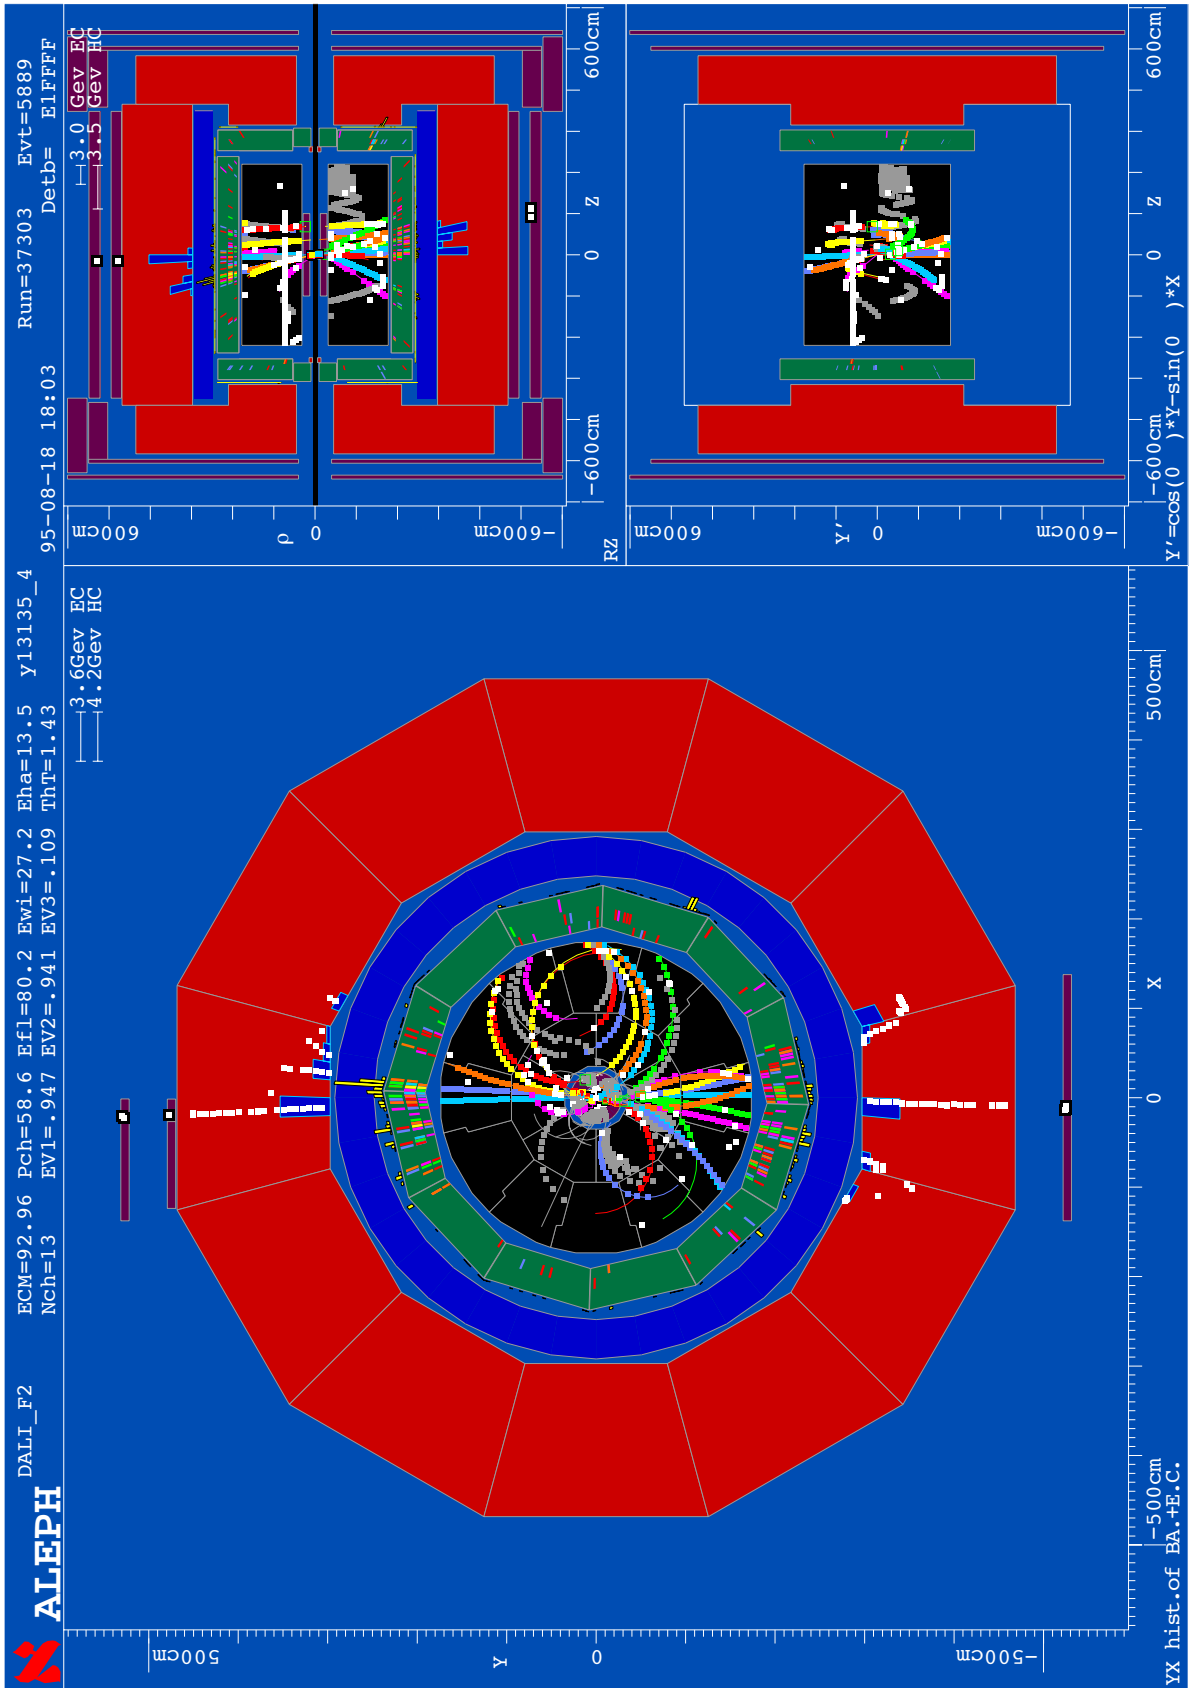 ALEPH
DALI_F2
ECM=92.96 Pch=58.6 Efl=80.2 Ewi=27.2 Eha=13.5 y13135_4
Nch=13 EV1=.947 EV2=.941 EV3=.109 ThT=1.43
Run=37303 Evt=5889
95-08-18 18:03 Detb= E1FFFF
3.6Gev EC
4.2Gev HC
500cm
Y
0
-500cm
-500cm
0
X
500cm
YX hist.of BA.+E.C.
3.0 Gev EC
3.5 Gev HC
600cm
ρ
0
-600cm
-600cm
0
Z
600cm
RZ
600cm
Y'
0
-600cm
-600cm
0
Z
600cm
Y'=cos(0 )*Y-sin(0 )*X